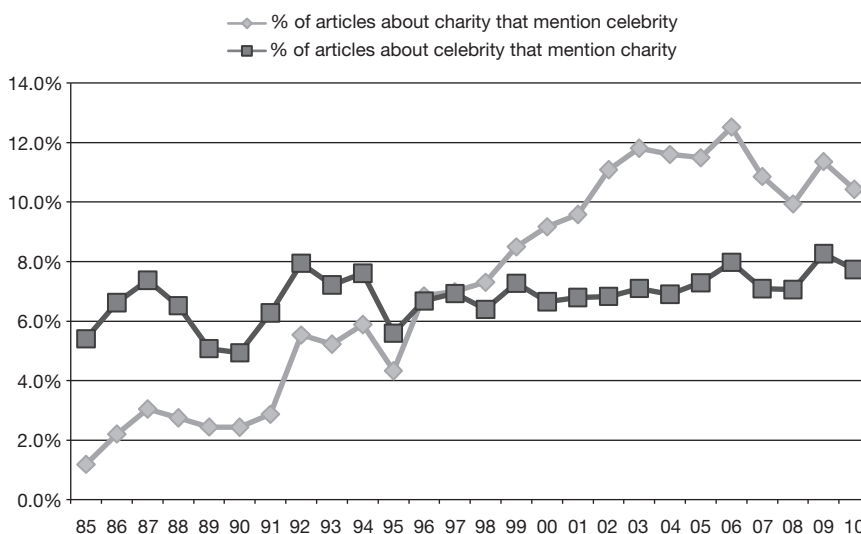 % of articles about charity that mention celebrity
% of articles about celebrity that mention charity
14.0%
12.0%
10.0%
8.0%
6.0%
4.0%
2.0%
0.0%
85 86 87 88 89 90 91 92 93 94 95 96 97 98 99 00 01 02 03 04 05 06 07 08 09 10